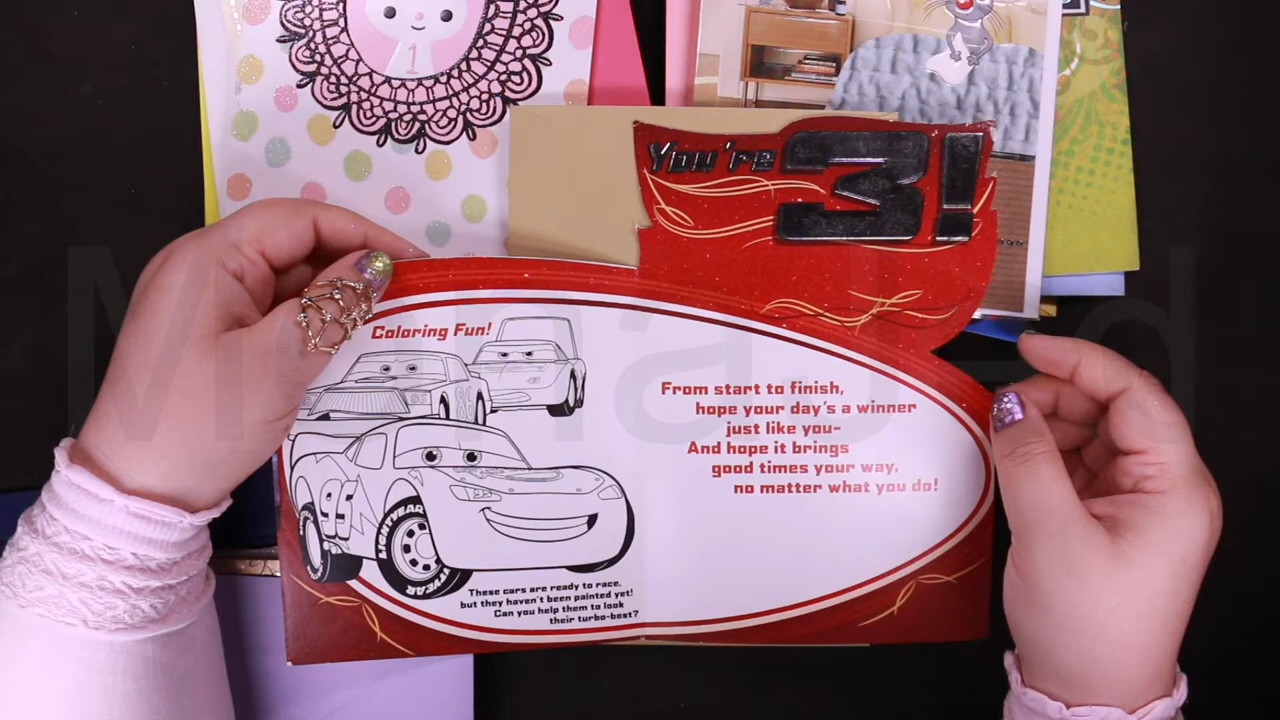 1
You're 3!
Coloring Fun!
95
LIGHTYEAR
From start to finish,
hope your day's a winner
just like you–
And hope it brings
good times your way,
no matter what you do!
These cars are ready to race,
but they haven't been painted yet!
Can you help them to look
their turbo-best?